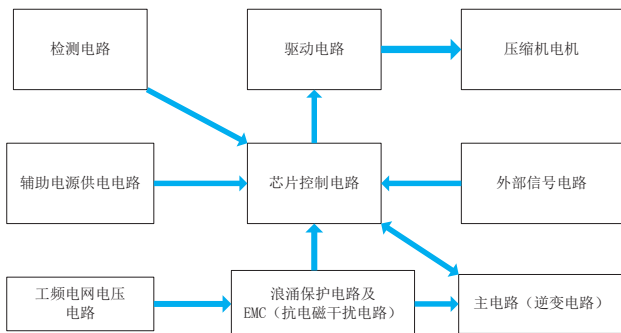 检测电路
驱动电路
压缩机电机
辅助电源供电电路
芯片控制电路
外部信号电路
工频电网电压
电路
浪涌保护电路及
EMC（抗电磁干扰电路）
主电路（逆变电路）